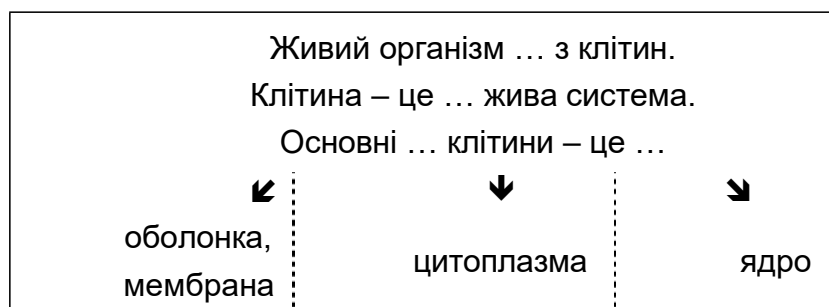 Живий організм … з клітин.
Клітина – це … жива система.
Основні … клітини – це …
оболонка,
мембрана
цитоплазма
ядро